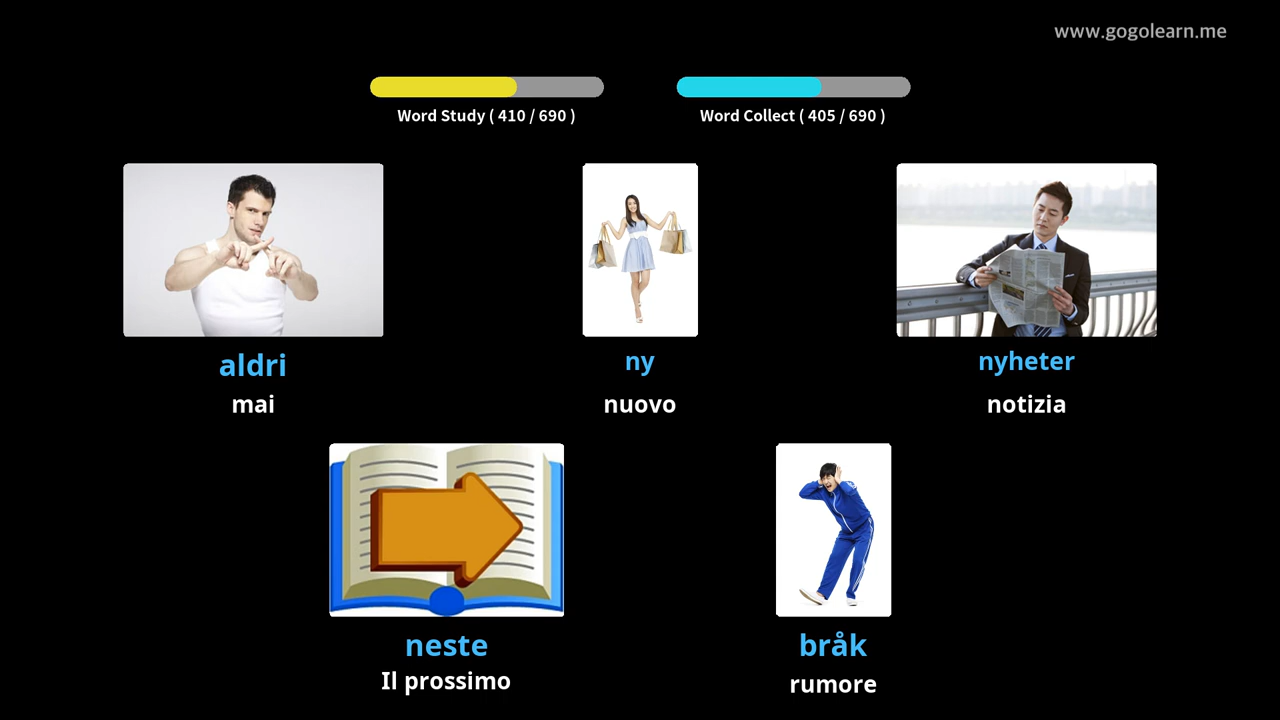 www.gogolearn.me
Word Study ( 410 / 690 )
Word Collect ( 405 / 690 )
aldri
mai
ny
nuovo
nyheter
notizia
neste
Il prossimo
bråk
rumore